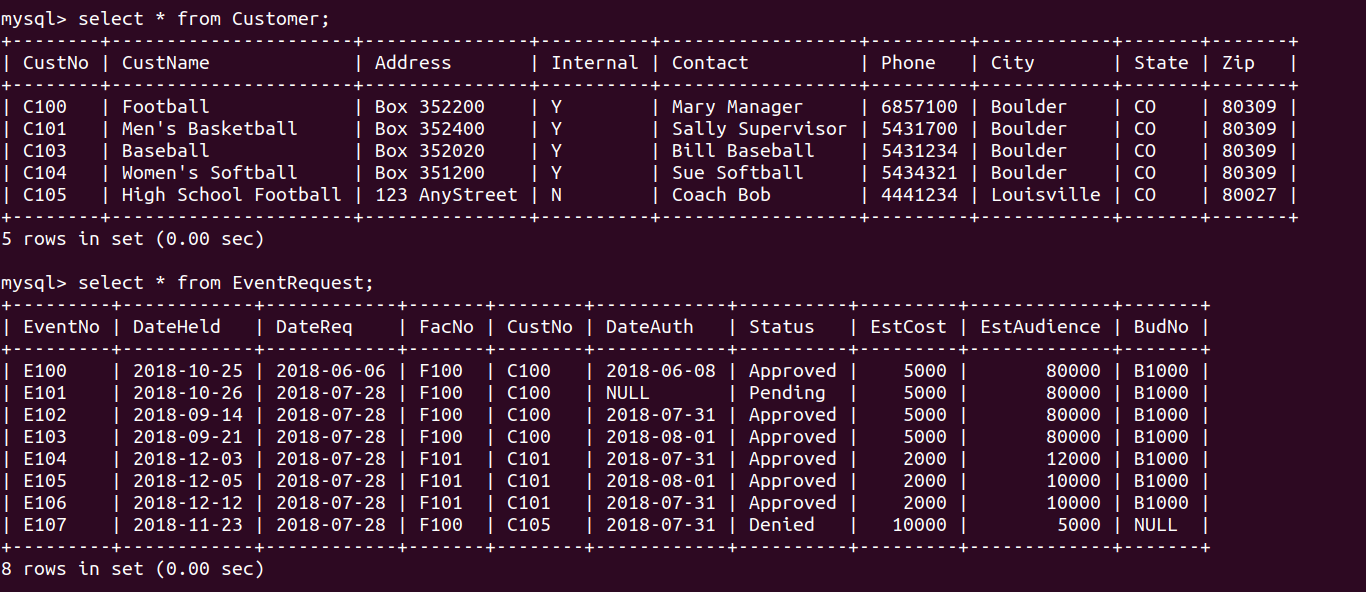 mysql> select * from Customer;
+--------+----------------------+---------------+----------+------------------+---------+------------+-------+-------+
| CustNo | CustName             | Address       | Internal | Contact          | Phone   | City       | State | Zip   |
+--------+----------------------+---------------+----------+------------------+---------+------------+-------+-------+
| C100   | Football             | Box 352200    | Y        | Mary Manager     | 6857100 | Boulder    | CO    | 80309 |
| C101   | Men's Basketball     | Box 352400    | Y        | Sally Supervisor | 5431700 | Boulder    | CO    | 80309 |
| C103   | Baseball             | Box 352020    | Y        | Bill Baseball    | 5431234 | Boulder    | CO    | 80309 |
| C104   | Women's Softball     | Box 351200    | Y        | Sue Softball     | 5434321 | Boulder    | CO    | 80309 |
| C105   | High School Football | 123 AnyStreet | N        | Coach Bob        | 4441234 | Louisville | CO    | 80027 |
+--------+----------------------+---------------+----------+------------------+---------+------------+-------+-------+
5 rows in set (0.00 sec)

mysql> select * from EventRequest;
+---------+------------+------------+-------+--------+------------+----------+---------+-------------+-------+
| EventNo | DateHeld   | DateReq    | FacNo | CustNo | DateAuth   | Status   | EstCost | EstAudience | BudNo |
+---------+------------+------------+-------+--------+------------+----------+---------+-------------+-------+
| E100    | 2018-10-25 | 2018-06-06 | F100  | C100   | 2018-06-08 | Approved |    5000 |       80000 | B1000 |
| E101    | 2018-10-26 | 2018-07-28 | F100  | C100   | NULL       | Pending  |    5000 |       80000 | B1000 |
| E102    | 2018-09-14 | 2018-07-28 | F100  | C100   | 2018-07-31 | Approved |    5000 |       80000 | B1000 |
| E103    | 2018-09-21 | 2018-07-28 | F100  | C100   | 2018-08-01 | Approved |    5000 |       80000 | B1000 |
| E104    | 2018-12-03 | 2018-07-28 | F101  | C101   | 2018-07-31 | Approved |    2000 |       12000 | B1000 |
| E105    | 2018-12-05 | 2018-07-28 | F101  | C101   | 2018-08-01 | Approved |    2000 |       10000 | B1000 |
| E106    | 2018-12-12 | 2018-07-28 | F101  | C101   | 2018-07-31 | Approved |    2000 |       10000 | B1000 |
| E107    | 2018-11-23 | 2018-07-28 | F100  | C105   | 2018-07-31 | Denied   |   10000 |        5000 | NULL  |
+---------+------------+------------+-------+--------+------------+----------+---------+-------------+-------+
8 rows in set (0.00 sec)